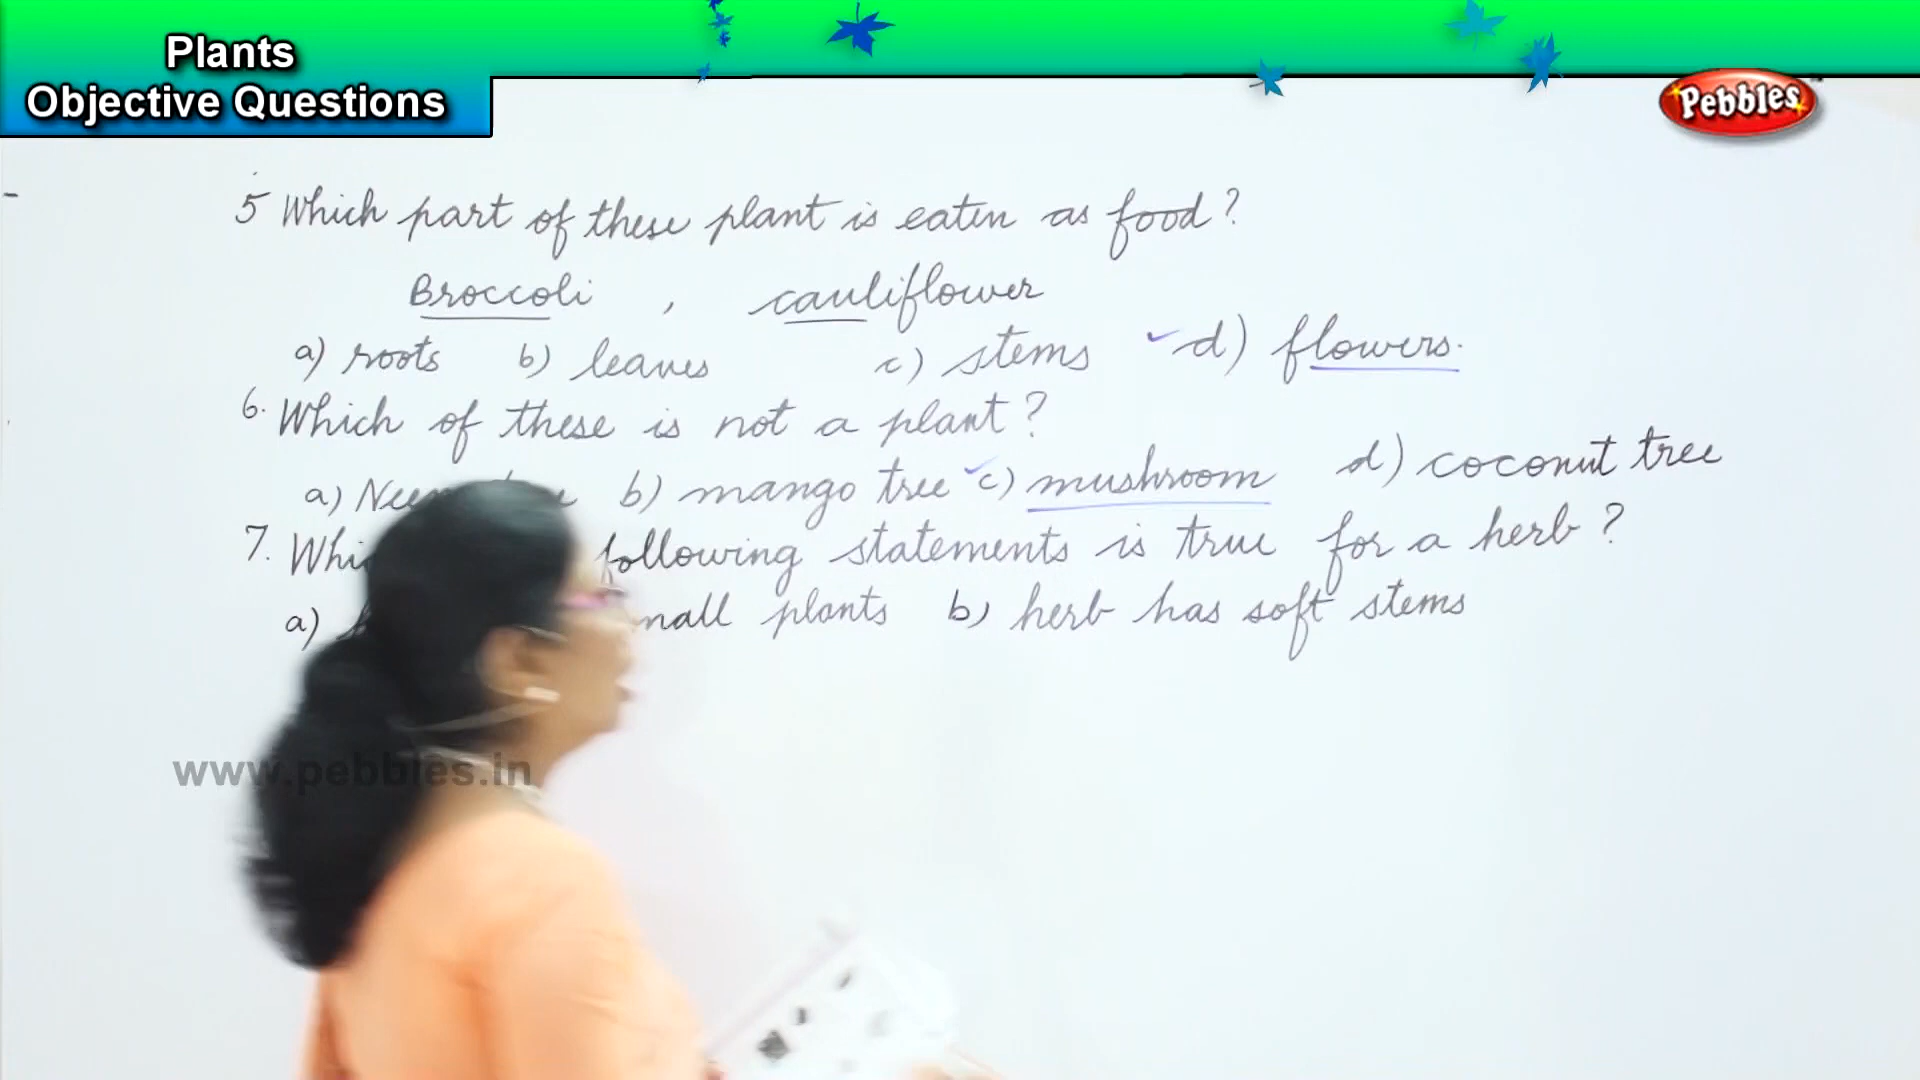 Plants
Objective Questions
Pebbles
5 Which part of these plant is eaten as food?
Broccoli , cauliflower
a) roots b) leaves c) stems d) flowers.
6. Which of these is not a plant?
a) b) mango tree c) mushroom d) coconut tree
7. following statements is true for a herb?
a) plants b) herb has soft stems
www.pebbles.in